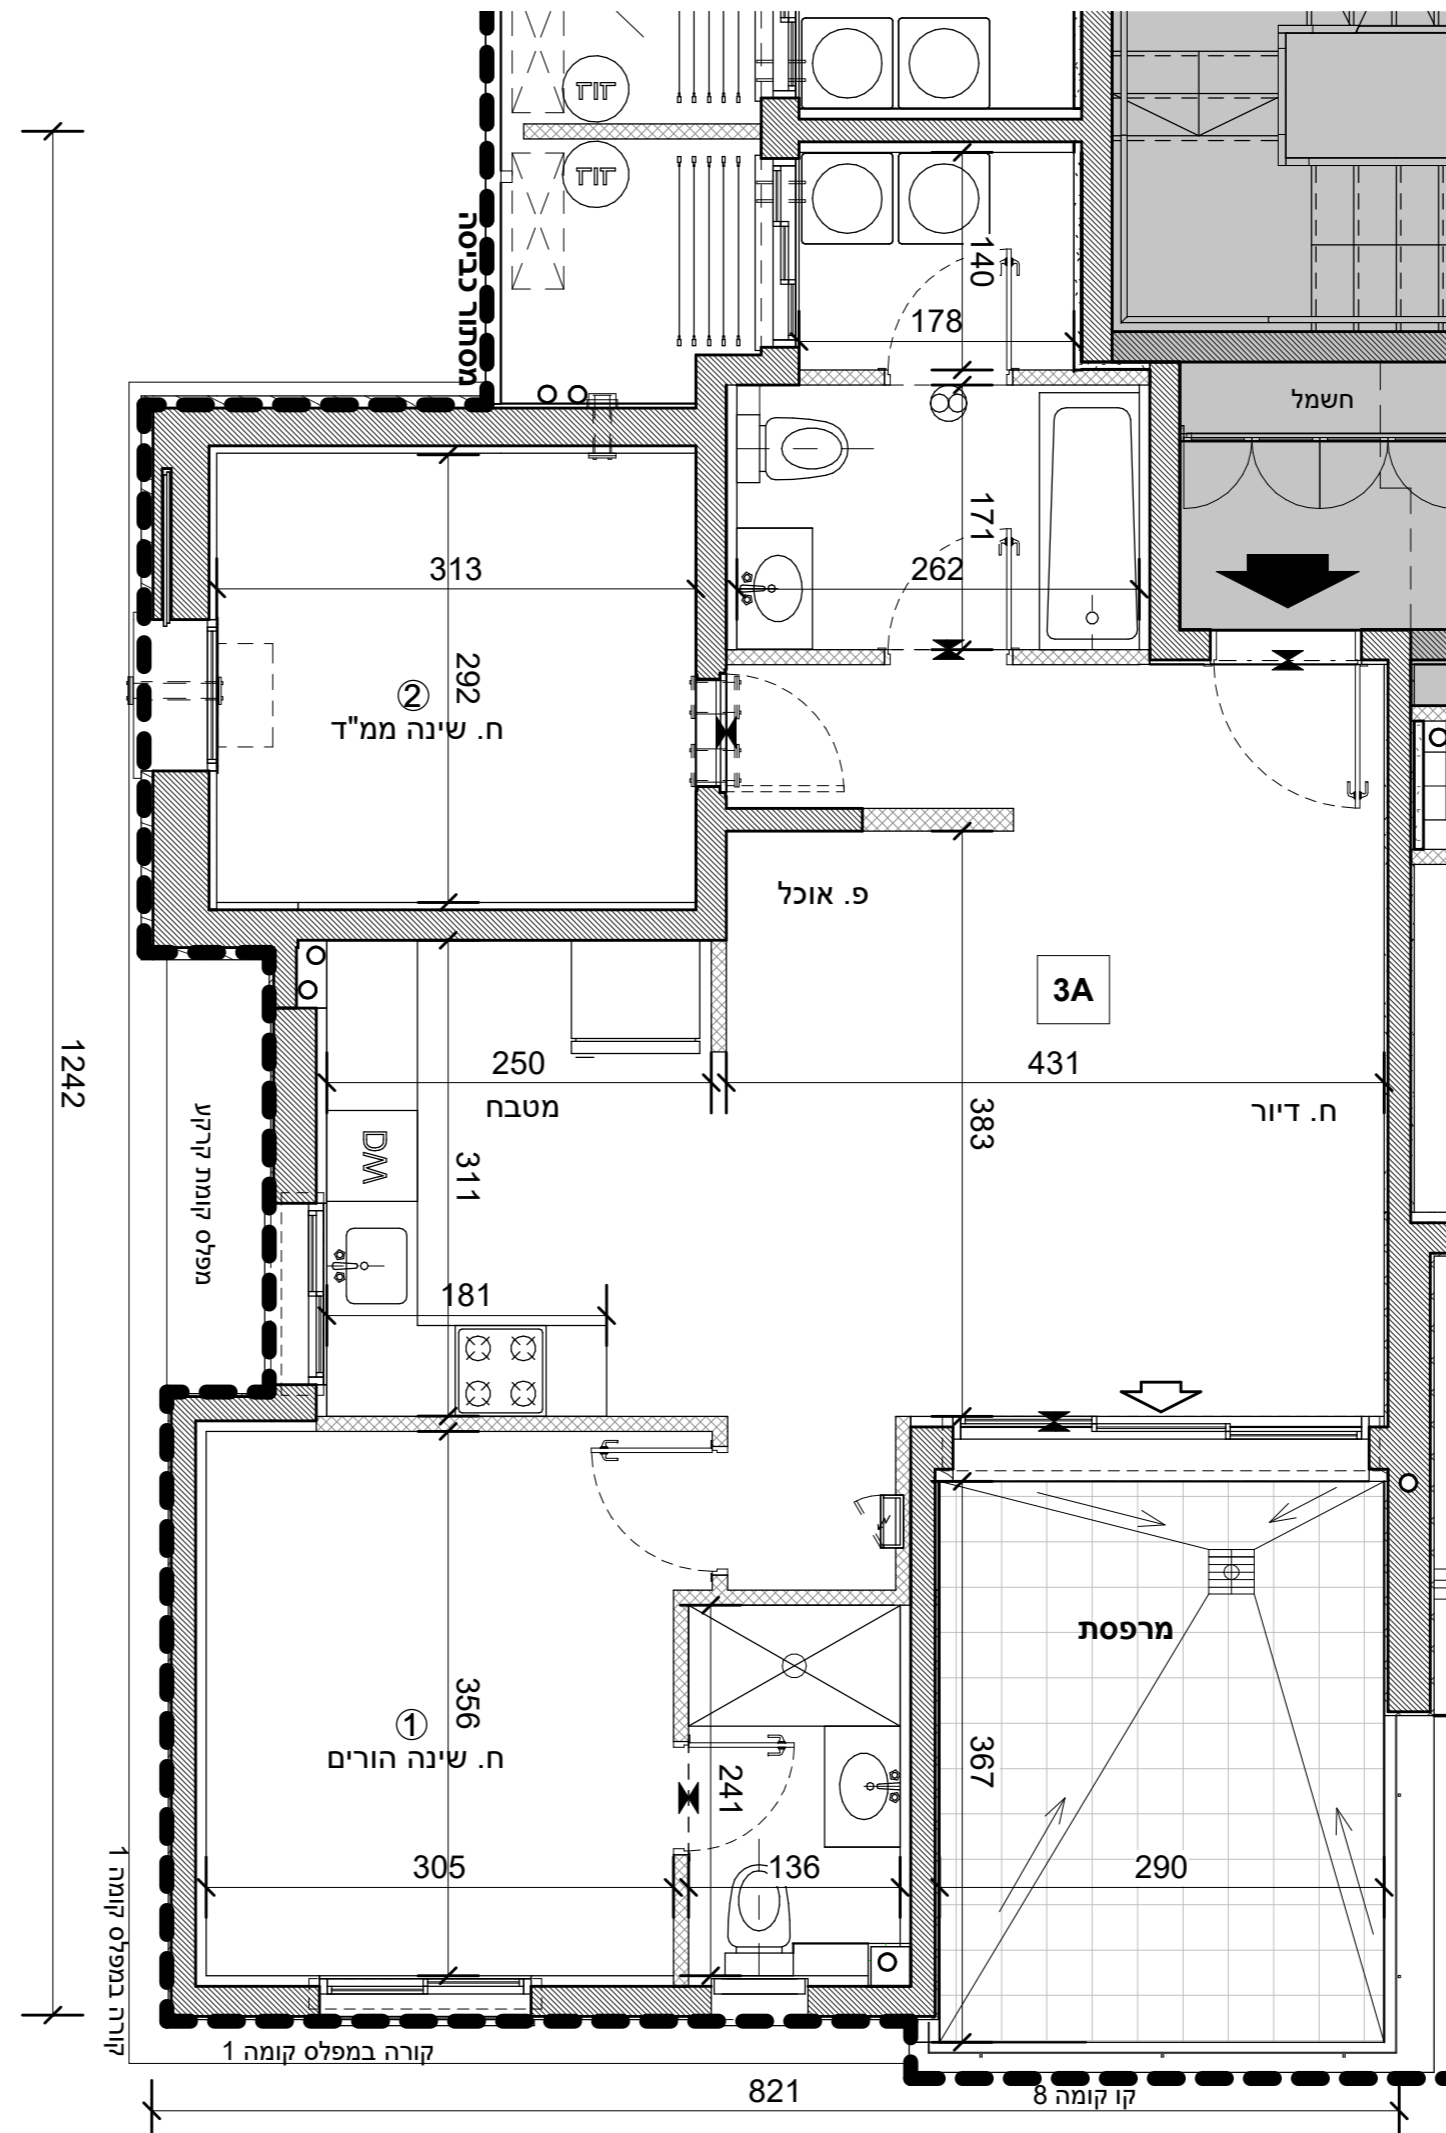 דוד
דוד
מסתור כביסה
140
178
חשמל
171
262
313
292
2
ח. שינה ממ"ד
פ. אוכל
3A
250
431
מטבח
ח. דיור
383
1242
מפלס קומת קרקע
DW
311
181
מרפסת
356
1
ח. שינה הורים
367
241
305
136
290
קורה במפלס קומה 1
קורה במפלס קומה 1
821
קו קומה 8